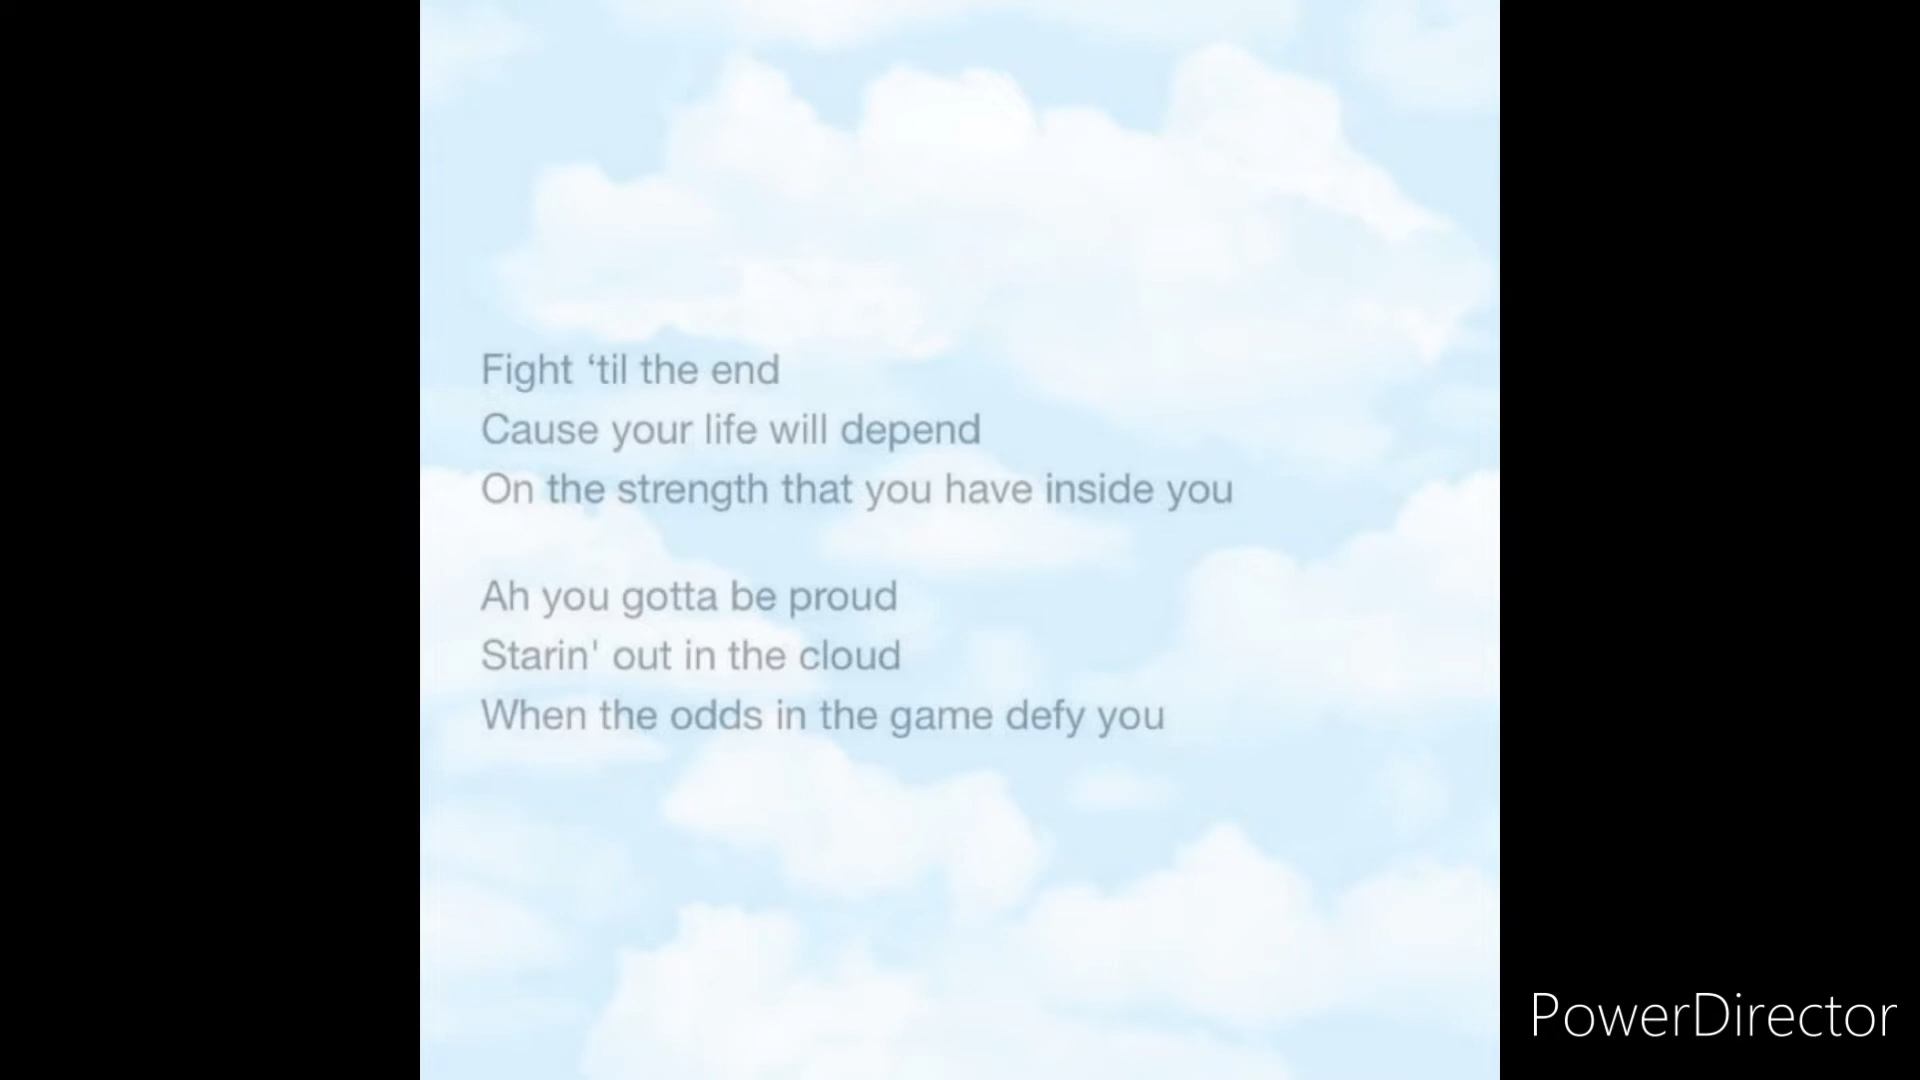 Fight ‘til the end
Cause your life will depend
On the strength that you have inside you
Ah you gotta be proud
Starin' out in the cloud
When the odds in the game defy you
PowerDirector